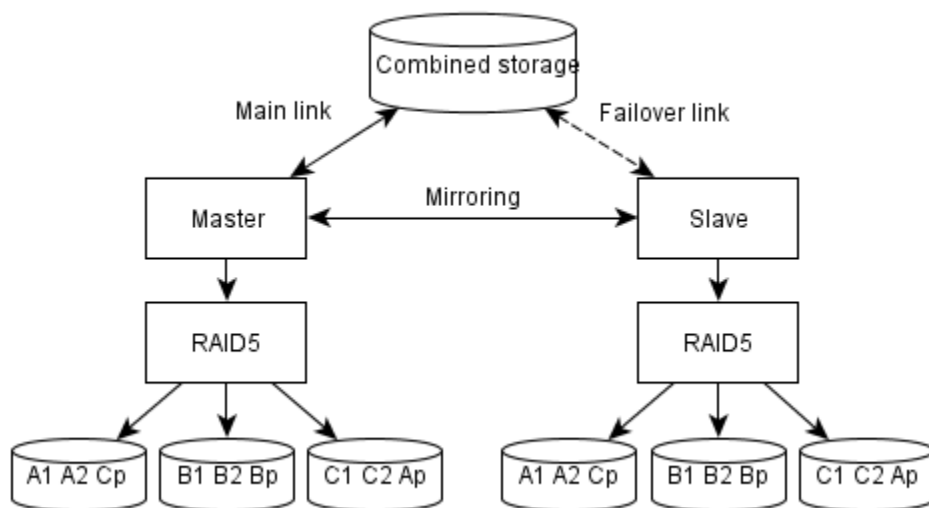 Combined storage
Main link
Failover link
Mirroring
Master
Slave
RAID5
RAID5
A1 A2 Cp
B1 B2 Bp
C1 C2 Ap
A1 A2 Cp
B1 B2 Bp
C1 C2 Ap